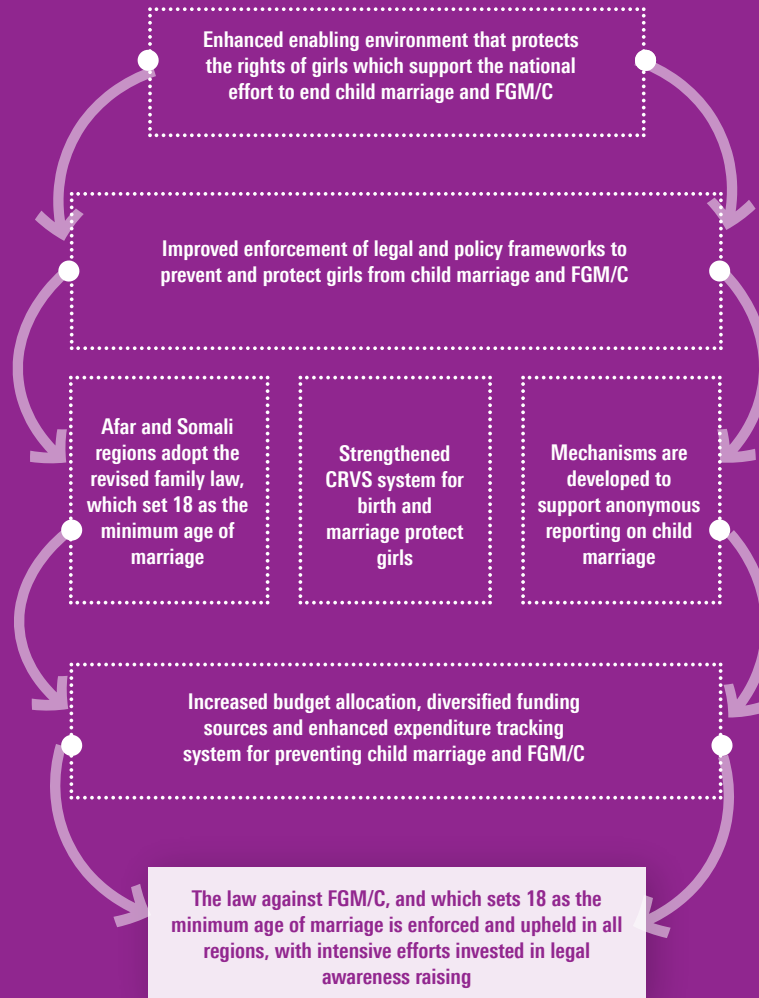 Enhanced enabling environment that protects
the rights of girls which support the national
effort to end child marriage and FGM/C
Improved enforcement of legal and policy frameworks to
prevent and protect girls from child marriage and FGM/C
Afar and Somali
regions adopt the
revised family law,
which set 18 as the
minimum age of
marriage
Strengthened
CRVS system for
birth and
marriage protect
girls
Mechanisms are
developed to
support anonymous
reporting on child
marriage
Increased budget allocation, diversified funding
sources and enhanced expenditure tracking
system for preventing child marriage and FGM/C
The law against FGM/C, and which sets 18 as the
minimum age of marriage is enforced and upheld in all
regions, with intensive efforts invested in legal
awareness raising